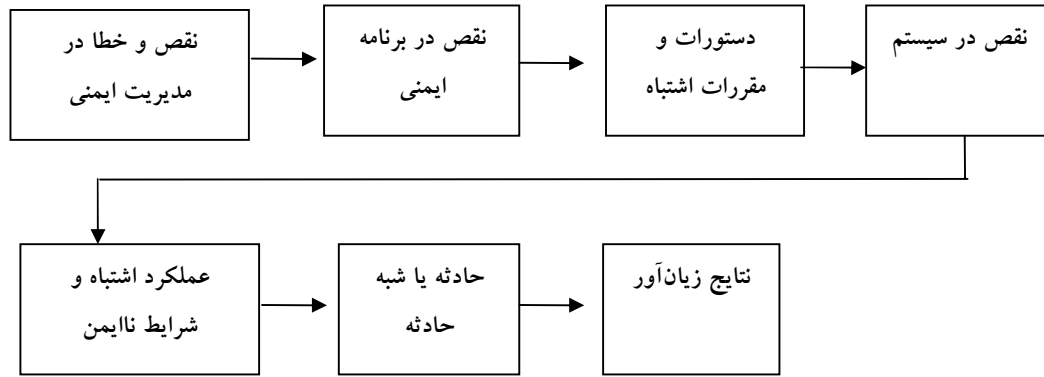 نقص و خطا در
مدیریت ایمنی
نقص در برنامه
ایمنی
دستورات و
مقررات اشتباه
نقص در سیستم
عملکرد اشتباه و
شرایط ناایمن
حادثه یا شبه
حادثه
نتایج زیان‌آور